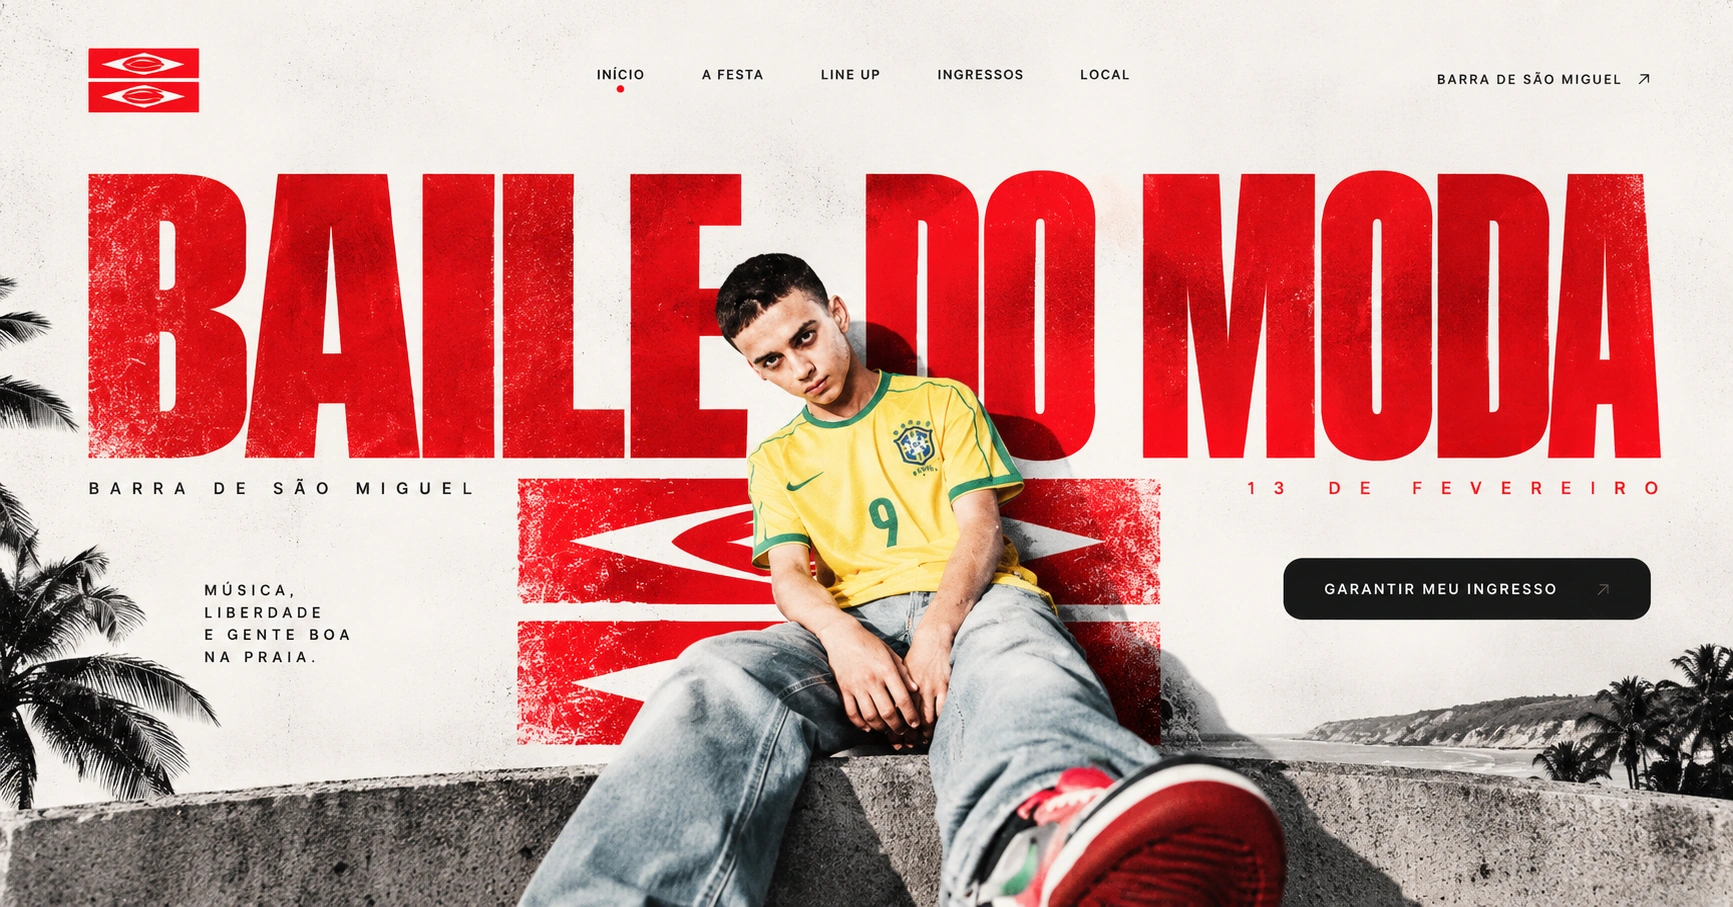 INÍCIO
A FESTA
LINE UP
INGRESSOS
LOCAL
BARRA DE SÃO MIGUEL
BAILE DO MODA
BARRA DE SÃO MIGUEL
13 DE FEVEREIRO
MÚSICA,
LIBERDADE
E GENTE BOA
NA PRAIA.
GARANTIR MEU INGRESSO
9